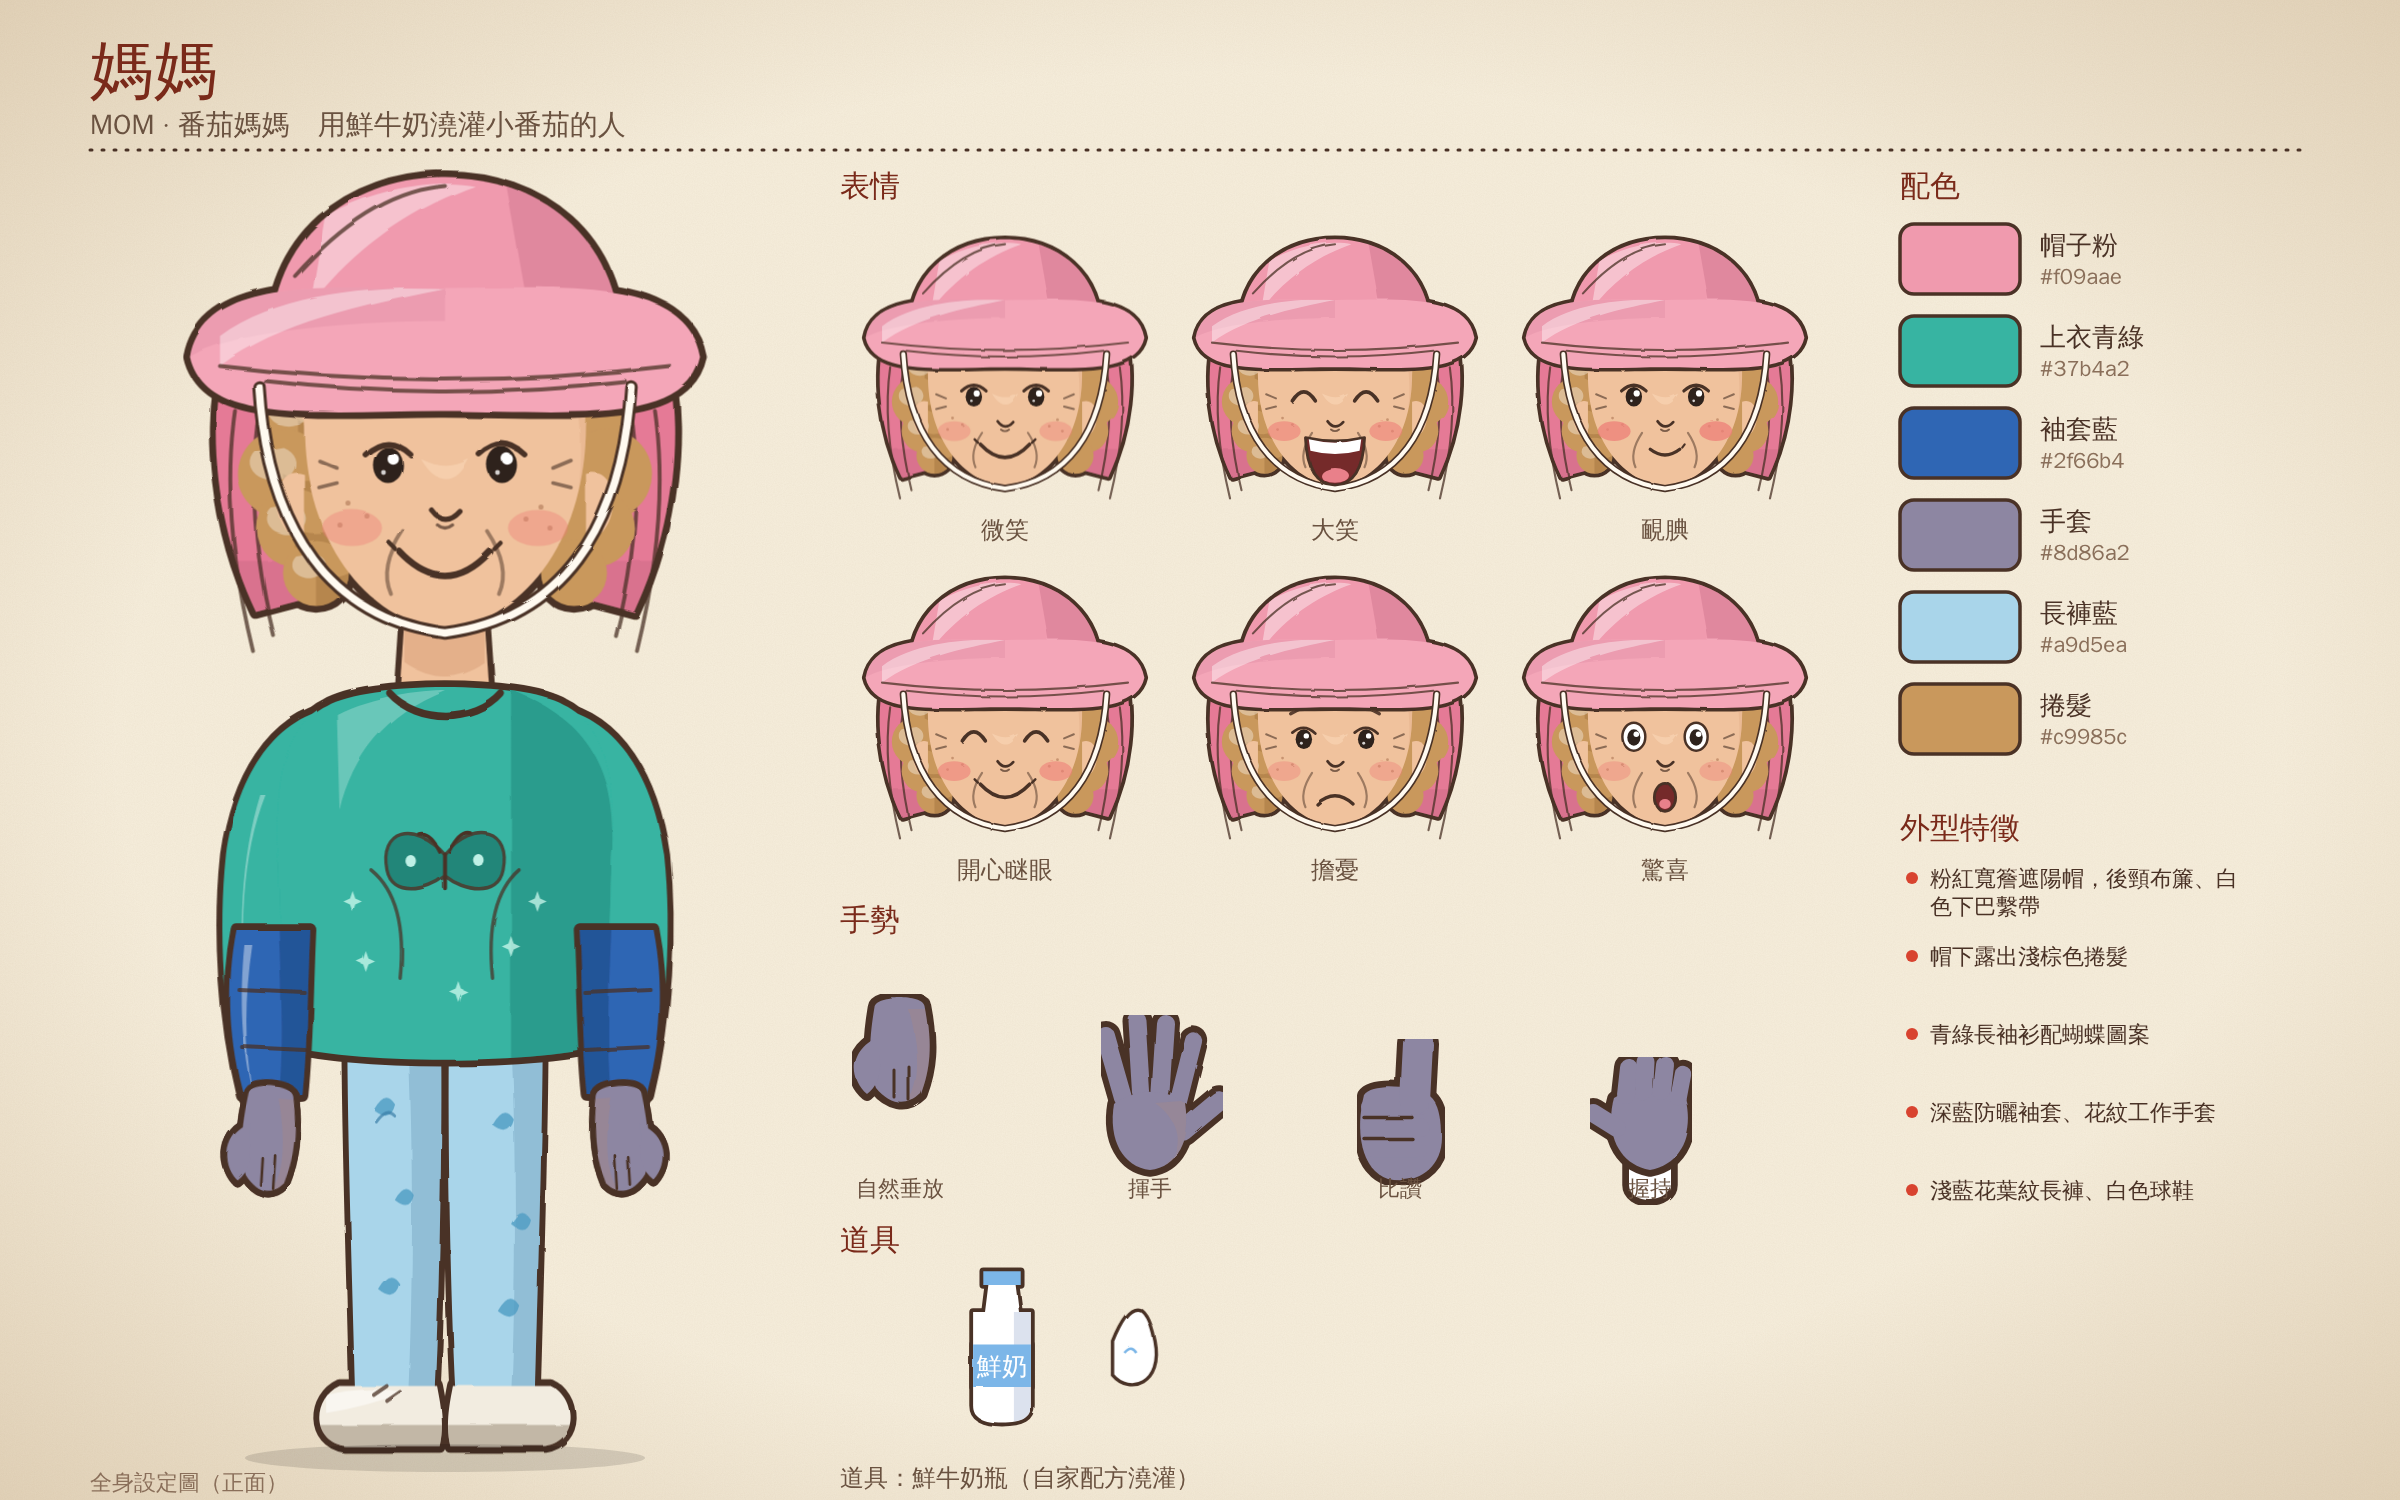 媽媽
MOM · 番茄媽媽　用鮮牛奶澆灌小番茄的人
表情
微笑
大笑
靦腆
開心瞇眼
擔憂
驚喜
手勢
自然垂放
揮手
比讚
握持
道具
鮮奶
道具：鮮牛奶瓶（自家配方澆灌）
全身設定圖（正面）
配色
帽子粉
#f09aae
上衣青綠
#37b4a2
袖套藍
#2f66b4
手套
#8d86a2
長褲藍
#a9d5ea
捲髮
#c9985c
外型特徵
粉紅寬簷遮陽帽，後頸布簾、白
色下巴繫帶
帽下露出淺棕色捲髮
青綠長袖衫配蝴蝶圖案
深藍防曬袖套、花紋工作手套
淺藍花葉紋長褲、白色球鞋